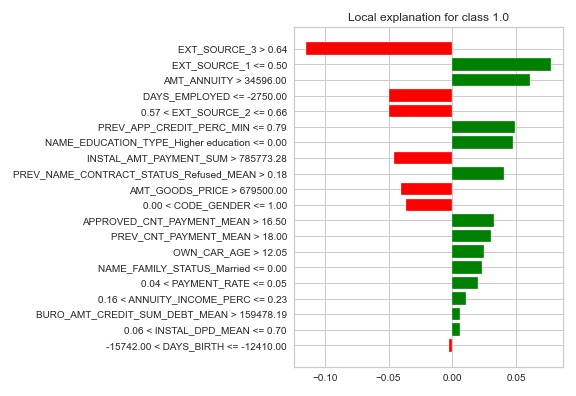 Local explanation for class 1.0
EXT_SOURCE_3 > 0.64
EXT_SOURCE_1 <= 0.50
AMT_ANNUITY > 34596.00
DAYS_EMPLOYED <= -2750.00
0.57 < EXT_SOURCE_2 <= 0.66
PREV_APP_CREDIT_PERC_MIN <= 0.79
NAME_EDUCATION_TYPE_Higher education <= 0.00
INSTAL_AMT_PAYMENT_SUM > 785773.28
PREV_NAME_CONTRACT_STATUS_Refused_MEAN > 0.18
AMT_GOODS_PRICE > 679500.00
0.00 < CODE_GENDER <= 1.00
APPROVED_CNT_PAYMENT_MEAN > 16.50
PREV_CNT_PAYMENT_MEAN > 18.00
OWN_CAR_AGE > 12.05
NAME_FAMILY_STATUS_Married <= 0.00
0.04 < PAYMENT_RATE <= 0.05
0.16 < ANNUITY_INCOME_PERC <= 0.23
BURO_AMT_CREDIT_SUM_DEBT_MEAN > 159478.19
0.06 < INSTAL_DPD_MEAN <= 0.70
-15742.00 < DAYS_BIRTH <= -12410.00
−0.10 −0.05 0.00 0.05